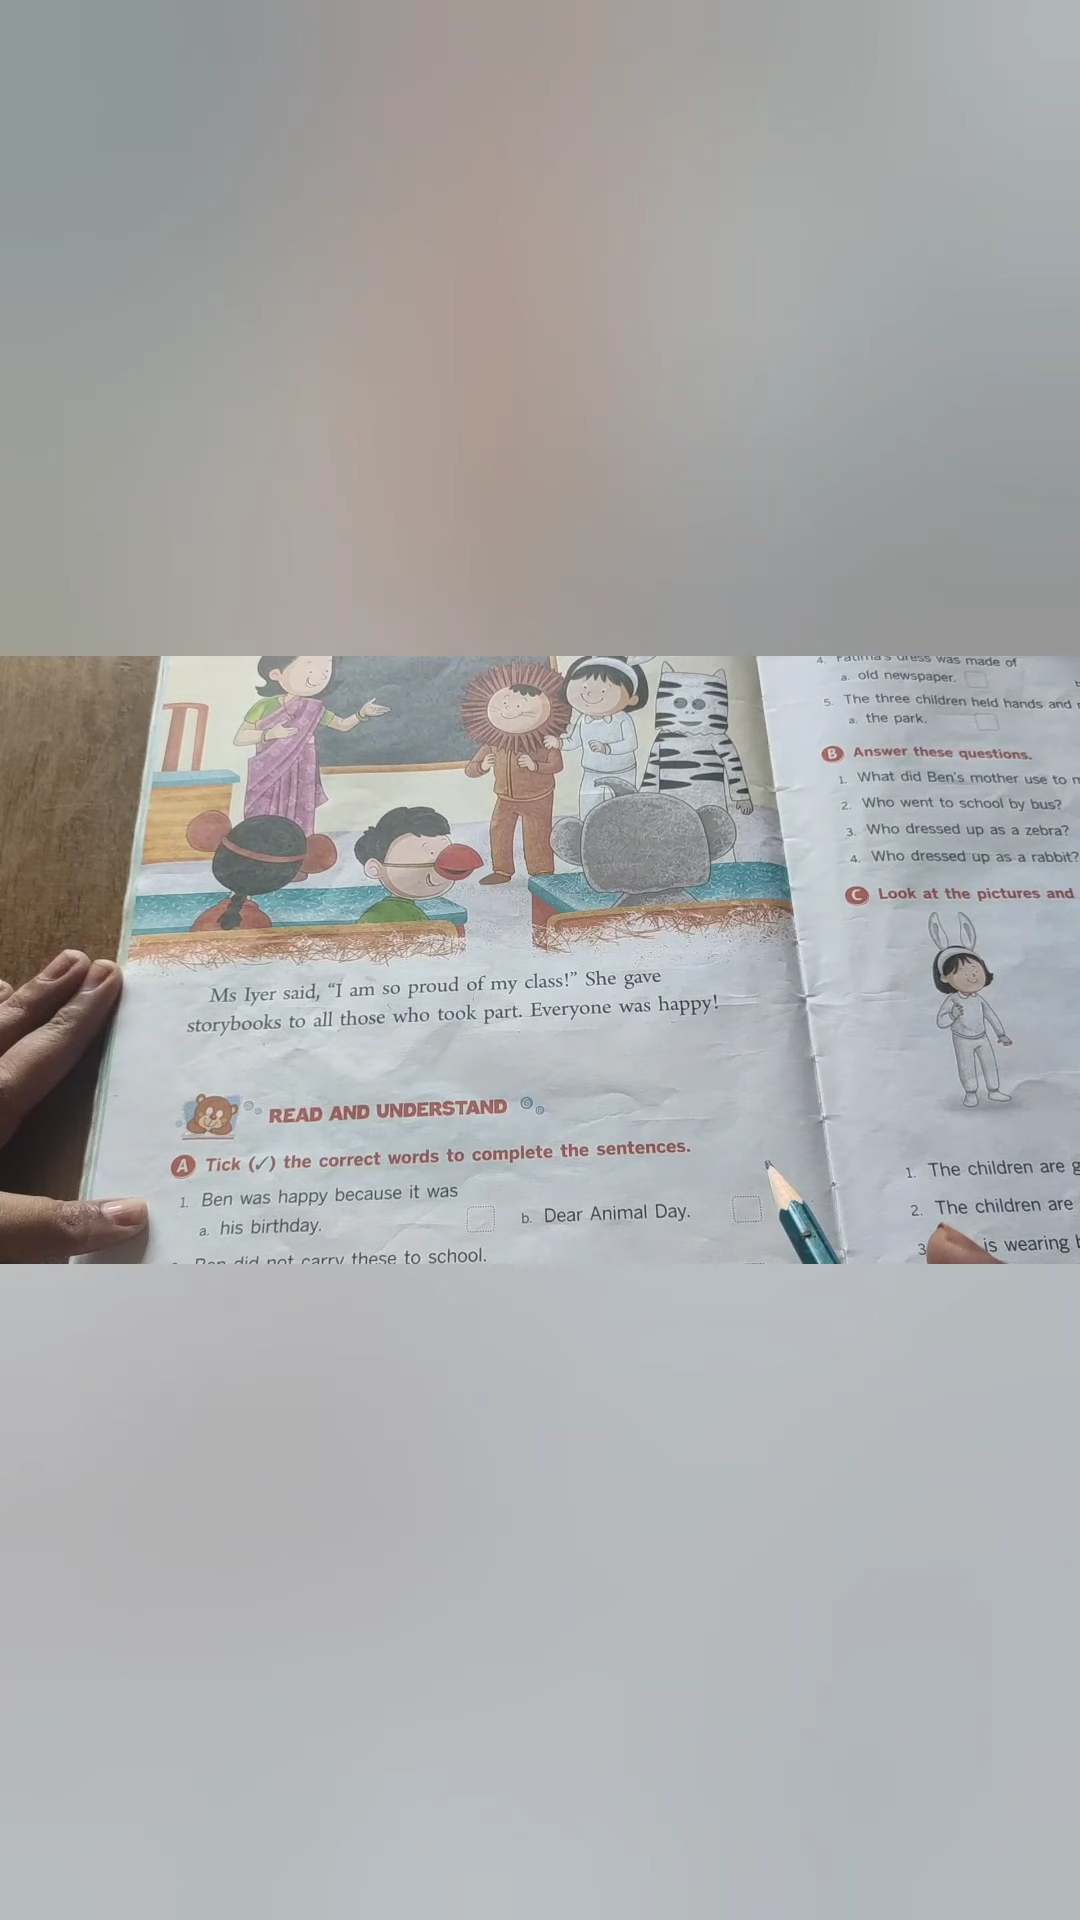 Ms Iyer said, “I am so proud of my class!” She gave
storybooks to all those who took part. Everyone was happy!
READ AND UNDERSTAND
A Tick (✓) the correct words to complete the sentences.
1. Ben was happy because it was
a. his birthday.
b. Dear Animal Day.
Ben did not carry these to school.
4. Fatima's dress was made of
a. old newspaper.
5. The three children held hands and
a. the park.
B Answer these questions.
1. What did Ben's mother use to
2. Who went to school by bus?
3. Who dressed up as a zebra?
4. Who dressed up as a rabbit?
C Look at the pictures and
1. The children are
2. The children are
3 is wearing